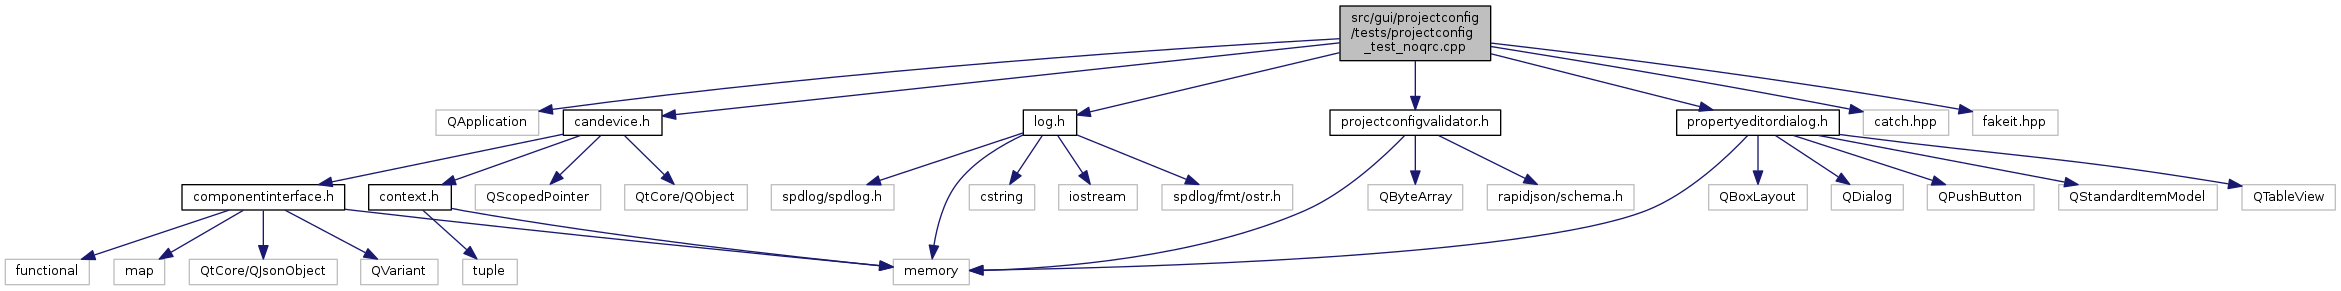 src/gui/projectconfig
/tests/projectconfig
_test_noqrc.cpp
QApplication
candevice.h
log.h
projectconfigvalidator.h
propertyeditordialog.h
catch.hpp
fakeit.hpp
componentinterface.h
context.h
QScopedPointer
QtCore/QObject
spdlog/spdlog.h
cstring
iostream
spdlog/fmt/ostr.h
QByteArray
rapidjson/schema.h
QBoxLayout
QDialog
QPushButton
QStandardItemModel
QTableView
functional
map
QtCore/QJsonObject
QVariant
tuple
memory